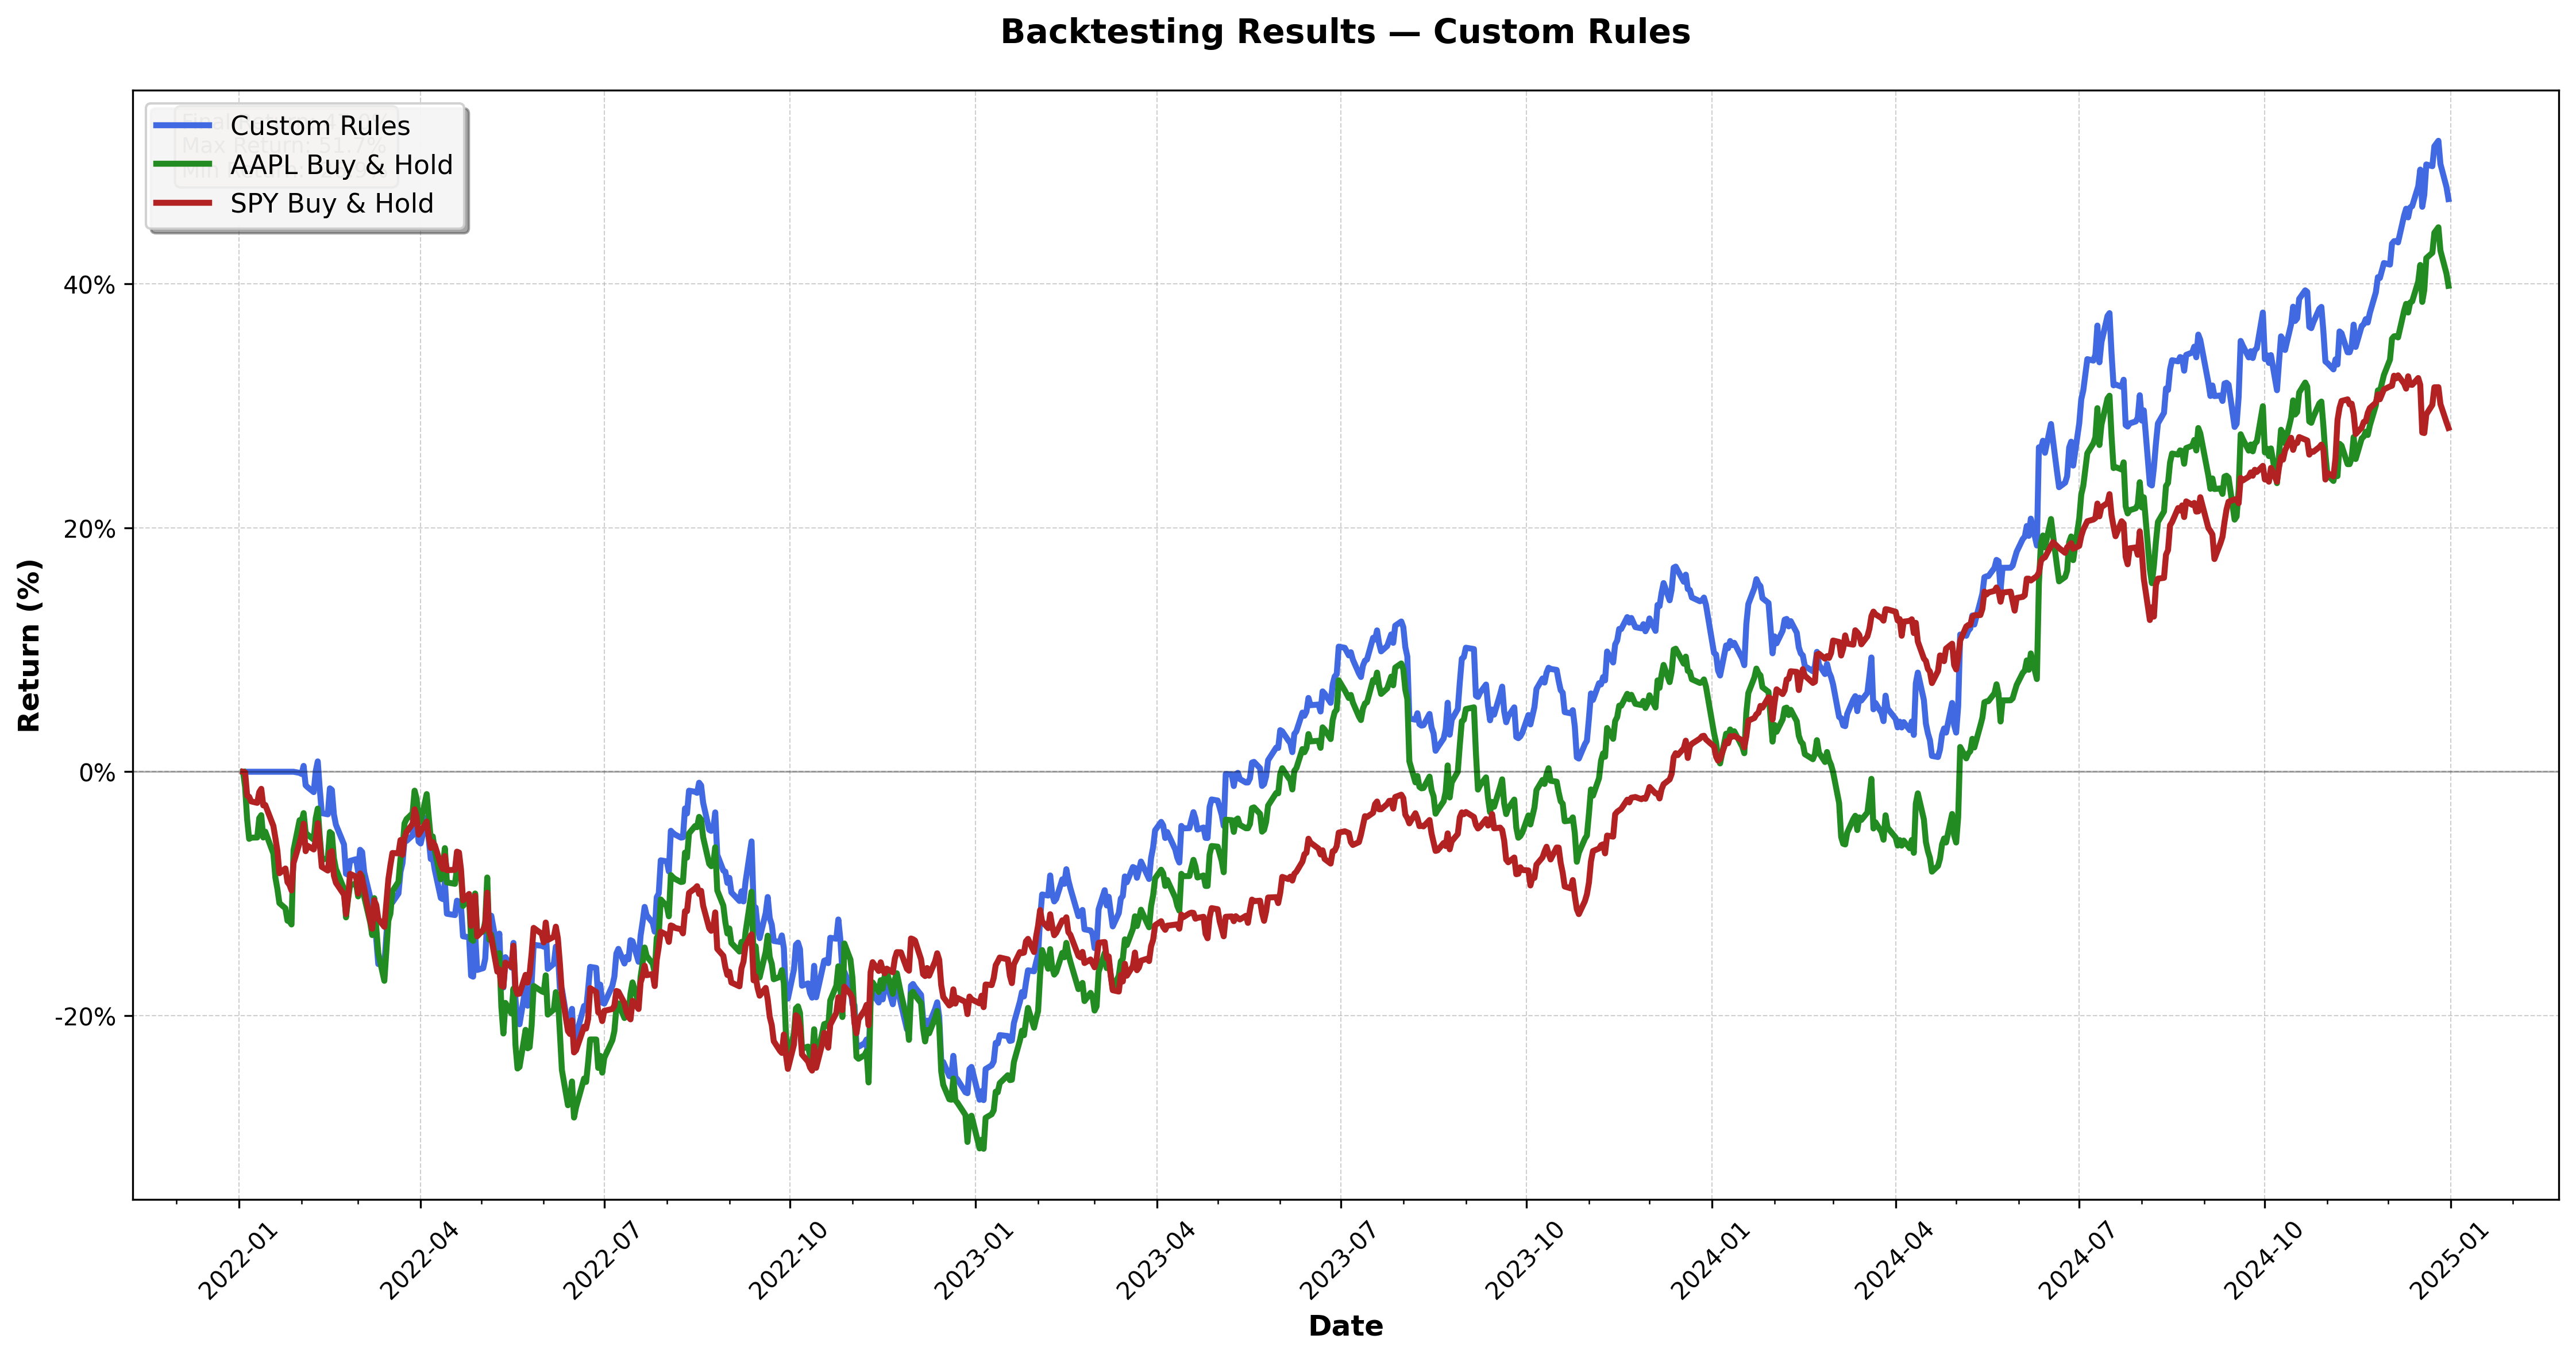 Backtesting Results — Custom Rules
Custom Rules
AAPL Buy & Hold
SPY Buy & Hold
Max Return: 51.7%
Return (%)
40%
20%
0%
-20%
2022-01
2022-04
2022-07
2022-10
2023-01
2023-04
2023-07
2023-10
2024-01
2024-04
2024-07
2024-10
2025-01
Date